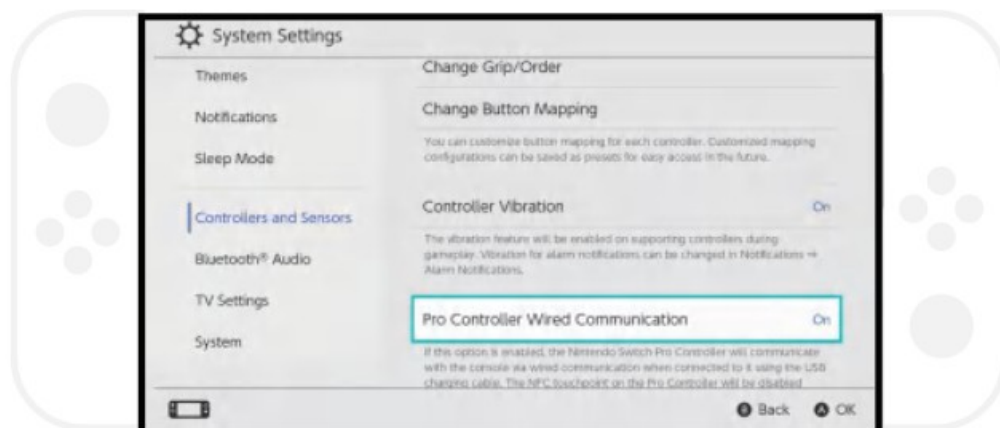 System Settings
Themes
Notifications
Sleep Mode
Controllers and Sensors
Bluetooth® Audio
TV Settings
System
Change Grip/Order
Change Button Mapping
You can customize button mapping for each controller. Customized mapping
configurations can be saved as presets for easy access in the future.
Controller Vibration On
The vibration feature will be enabled on supporting controllers during
gameplay. Vibration for alarm notifications can be changed in Notifications →
Alarm Notifications.
Pro Controller Wired Communication On
If this option is enabled, the Nintendo Switch Pro Controller will communicate
with the console via wired communication when connected to it using the USB
charging cable. The NFC touchpoint on the Pro Controller will be disabled
B Back A OK